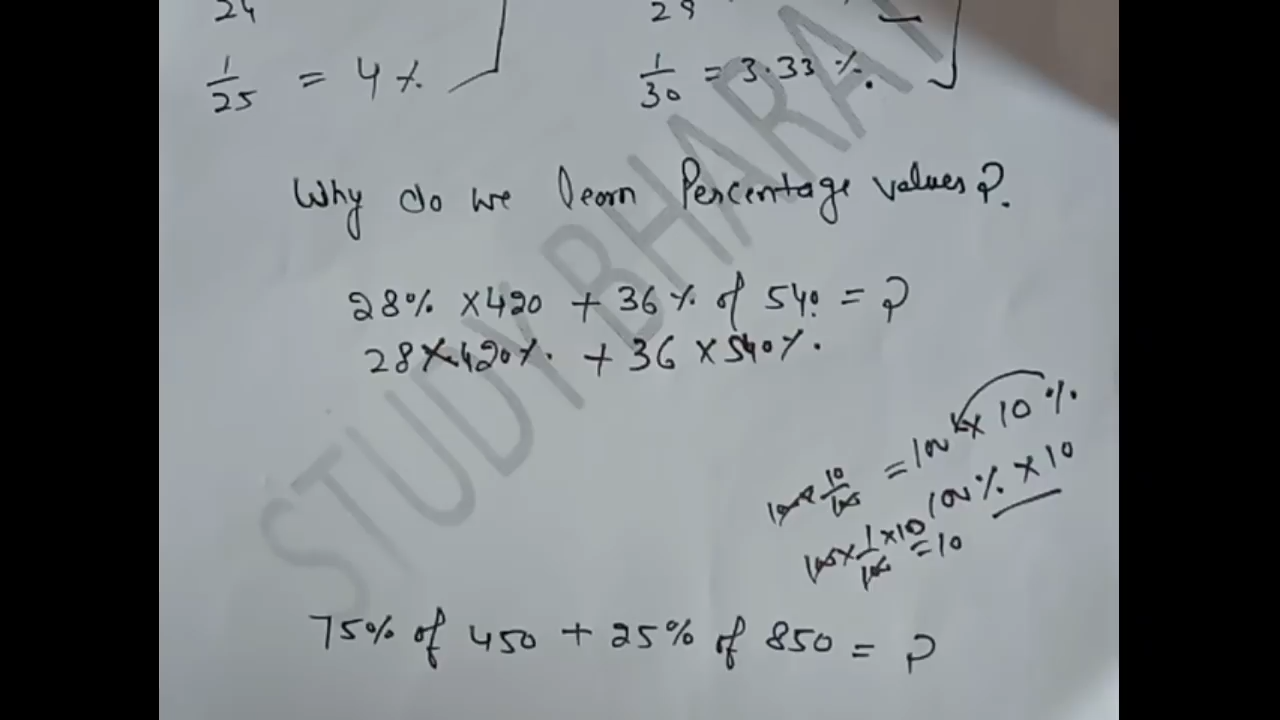 24
29
1/25 = 4%
1/30 = 3.33%.
Why do we learn Percentage values?.
28% ×420 + 36% of 540 = ?
28×420%. + 36 ×540%.
100 × 10/100 = 100 × 10%
100% × 10
100×1/100×10 = 10
75% of 450 + 25% of 850 = ?
STUDY BHARAT